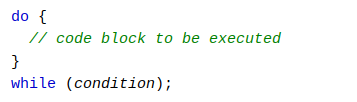 do {
  // code block to be executed
}
while (condition);